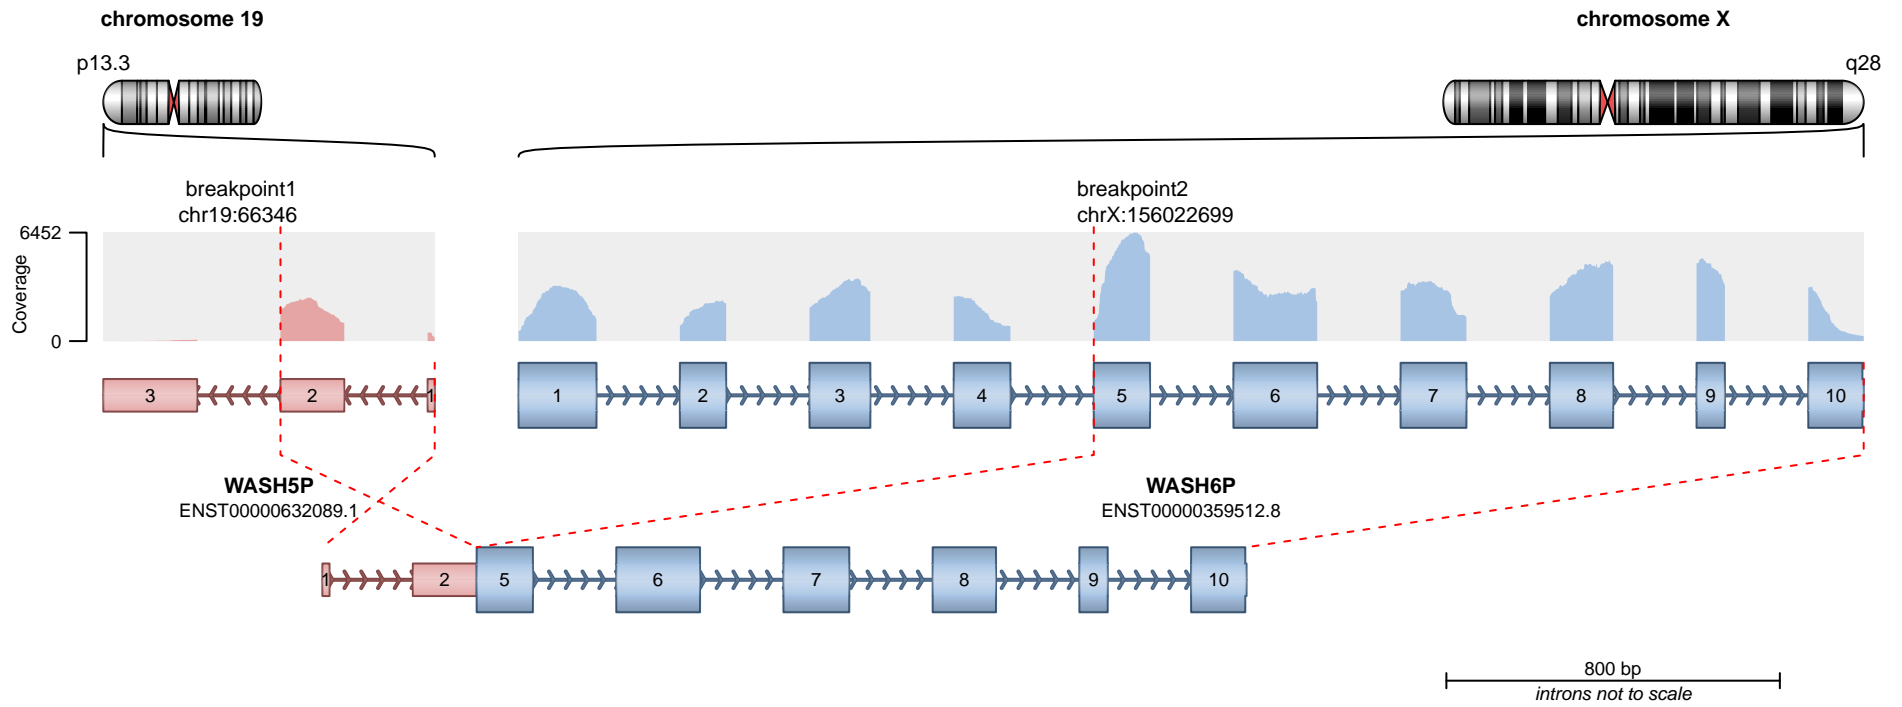 chromosome 19
chromosome X
p13.3
q28
breakpoint1
chr19:66346
breakpoint2
chrX:156022699
6452
Coverage
0
3 2 1 1 2 3 4 5 6 7 8 9 10
WASH5P
ENST00000632089.1
WASH6P
ENST00000359512.8
1 2 5 6 7 8 9 10
800 bp
introns not to scale